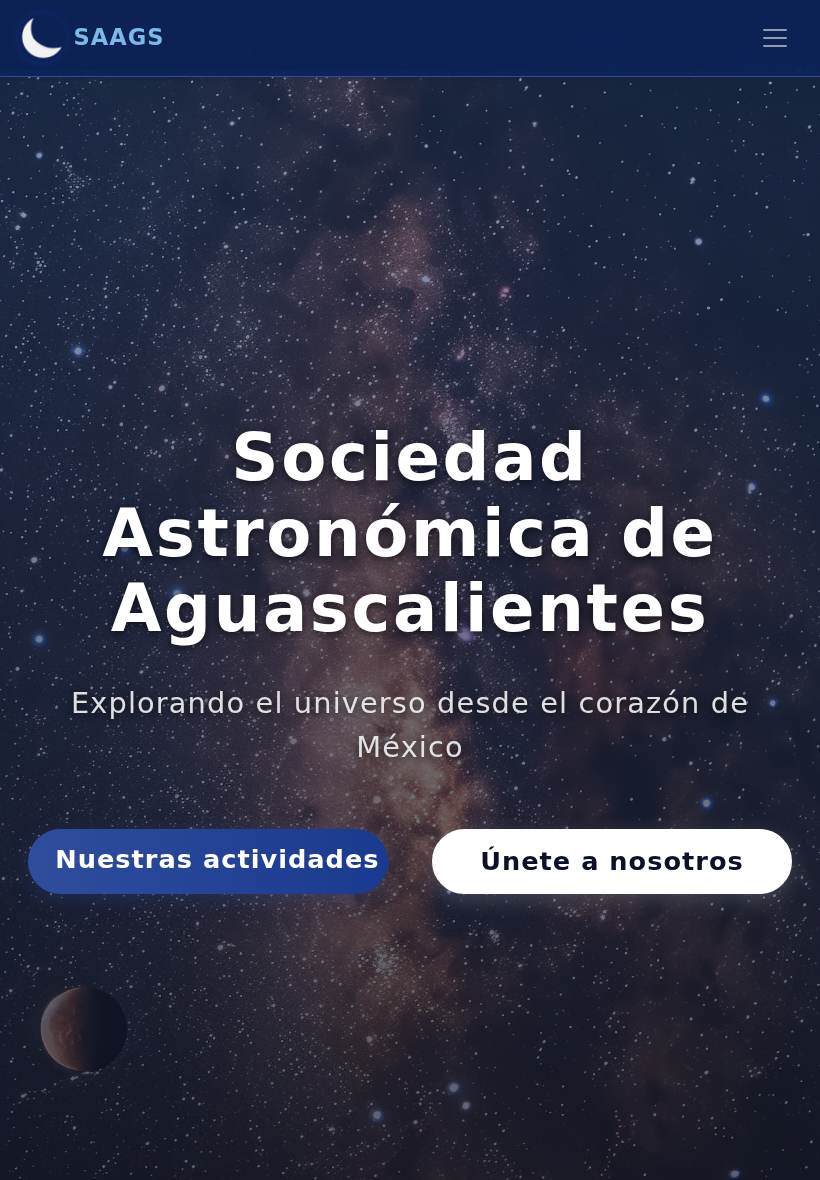 SAAGS
Sociedad
Astronómica de
Aguascalientes
Explorando el universo desde el corazón de
México
Nuestras actividades
Únete a nosotros